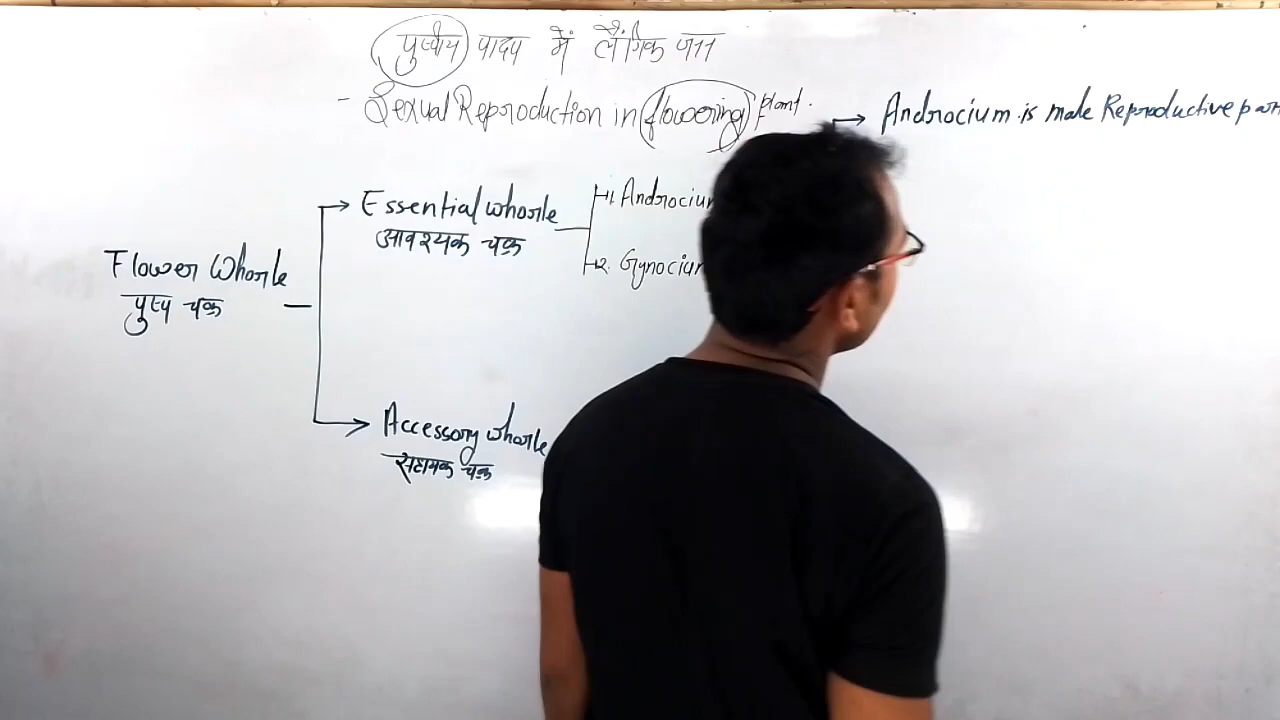 पुष्पीय पादप में लैंगिक जनन
- Sexual Reproduction in flowering plant.
→ Androcium is male Reproductive part
Flower Whorle
पुष्प चक्र
→ Essential whorle
आवश्यक चक्र
1. Androcium
2. Gynocium
→ Accessory whorle
सहायक चक्र